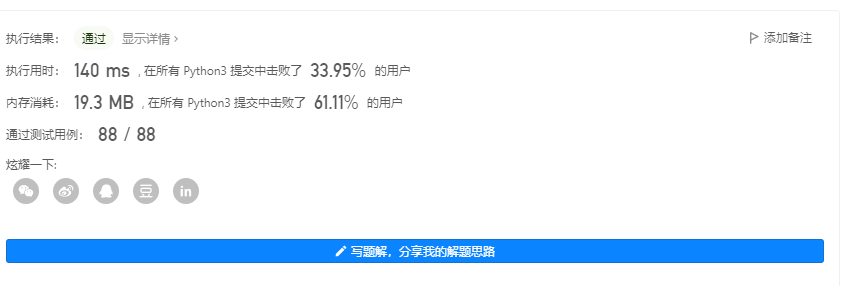 执行结果： 通过 显示详情 › 添加备注
执行用时： 140 ms , 在所有 Python3 提交中击败了 33.95% 的用户
内存消耗： 19.3 MB , 在所有 Python3 提交中击败了 61.11% 的用户
通过测试用例： 88 / 88
炫耀一下:
豆 in
写题解，分享我的解题思路